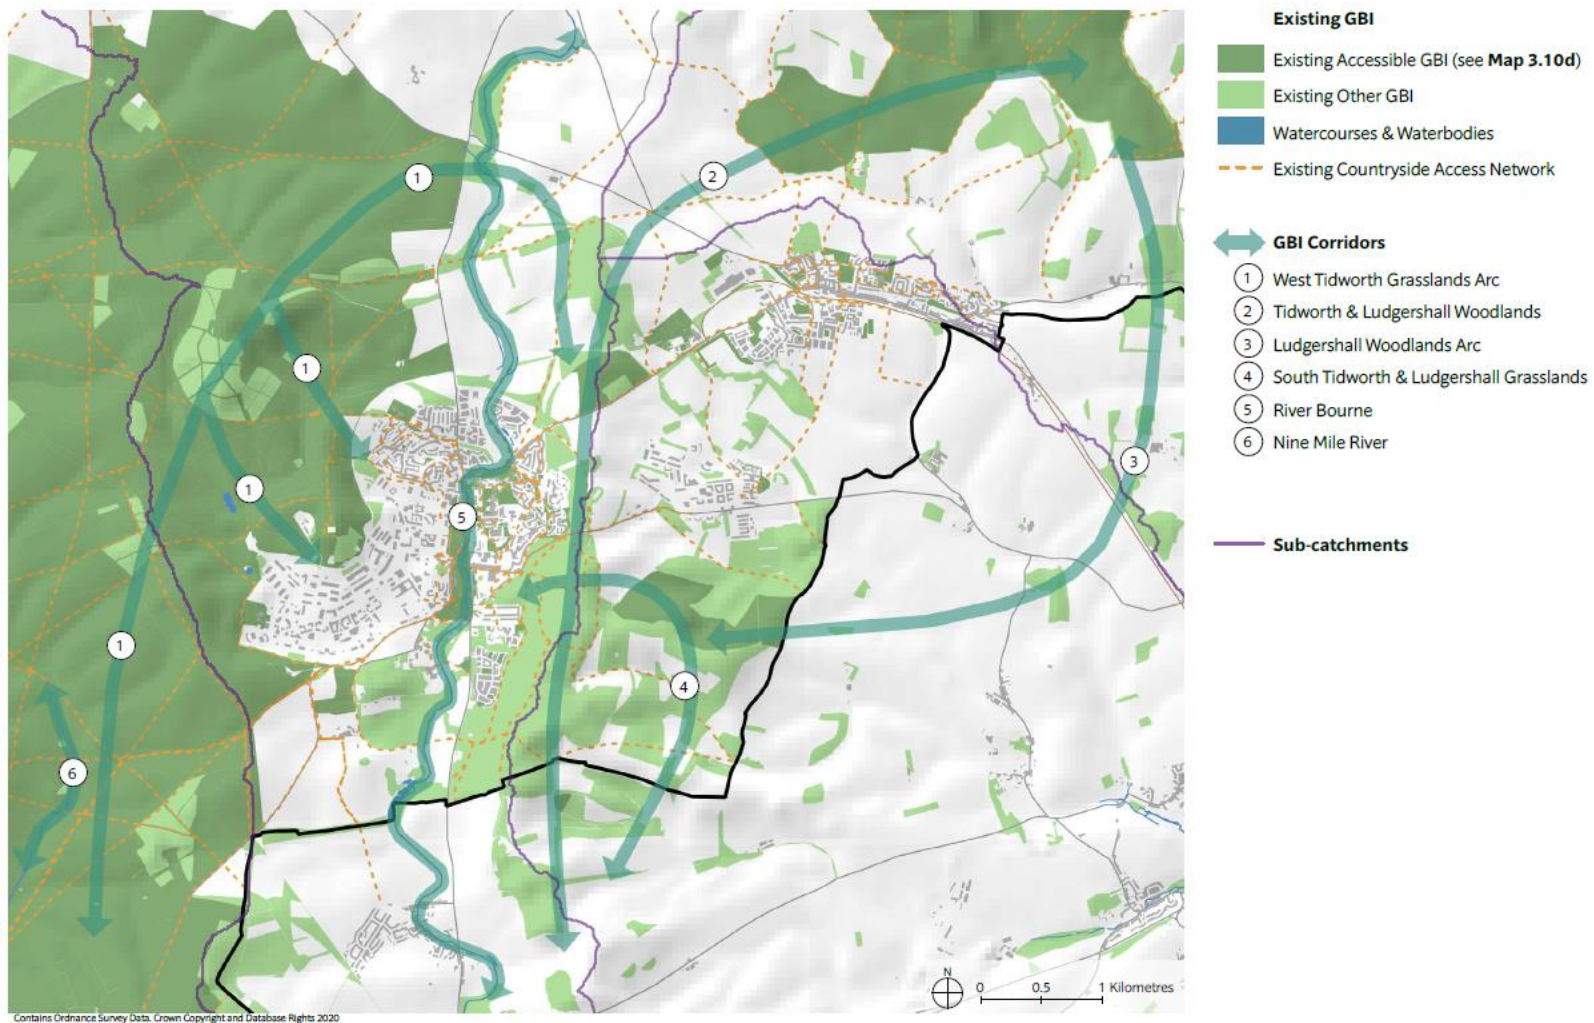 Existing GBI
Existing Accessible GBI (see Map 3.10d)
Existing Other GBI
Watercourses & Waterbodies
Existing Countryside Access Network
GBI Corridors
1 West Tidworth Grasslands Arc
2 Tidworth & Ludgershall Woodlands
3 Ludgershall Woodlands Arc
4 South Tidworth & Ludgershall Grasslands
5 River Bourne
6 Nine Mile River
Sub-catchments
1
2
1
3
1
5
1
4
6
N
0 0.5 1 Kilometres
Contains Ordnance Survey Data. Crown Copyright and Database Rights 2020